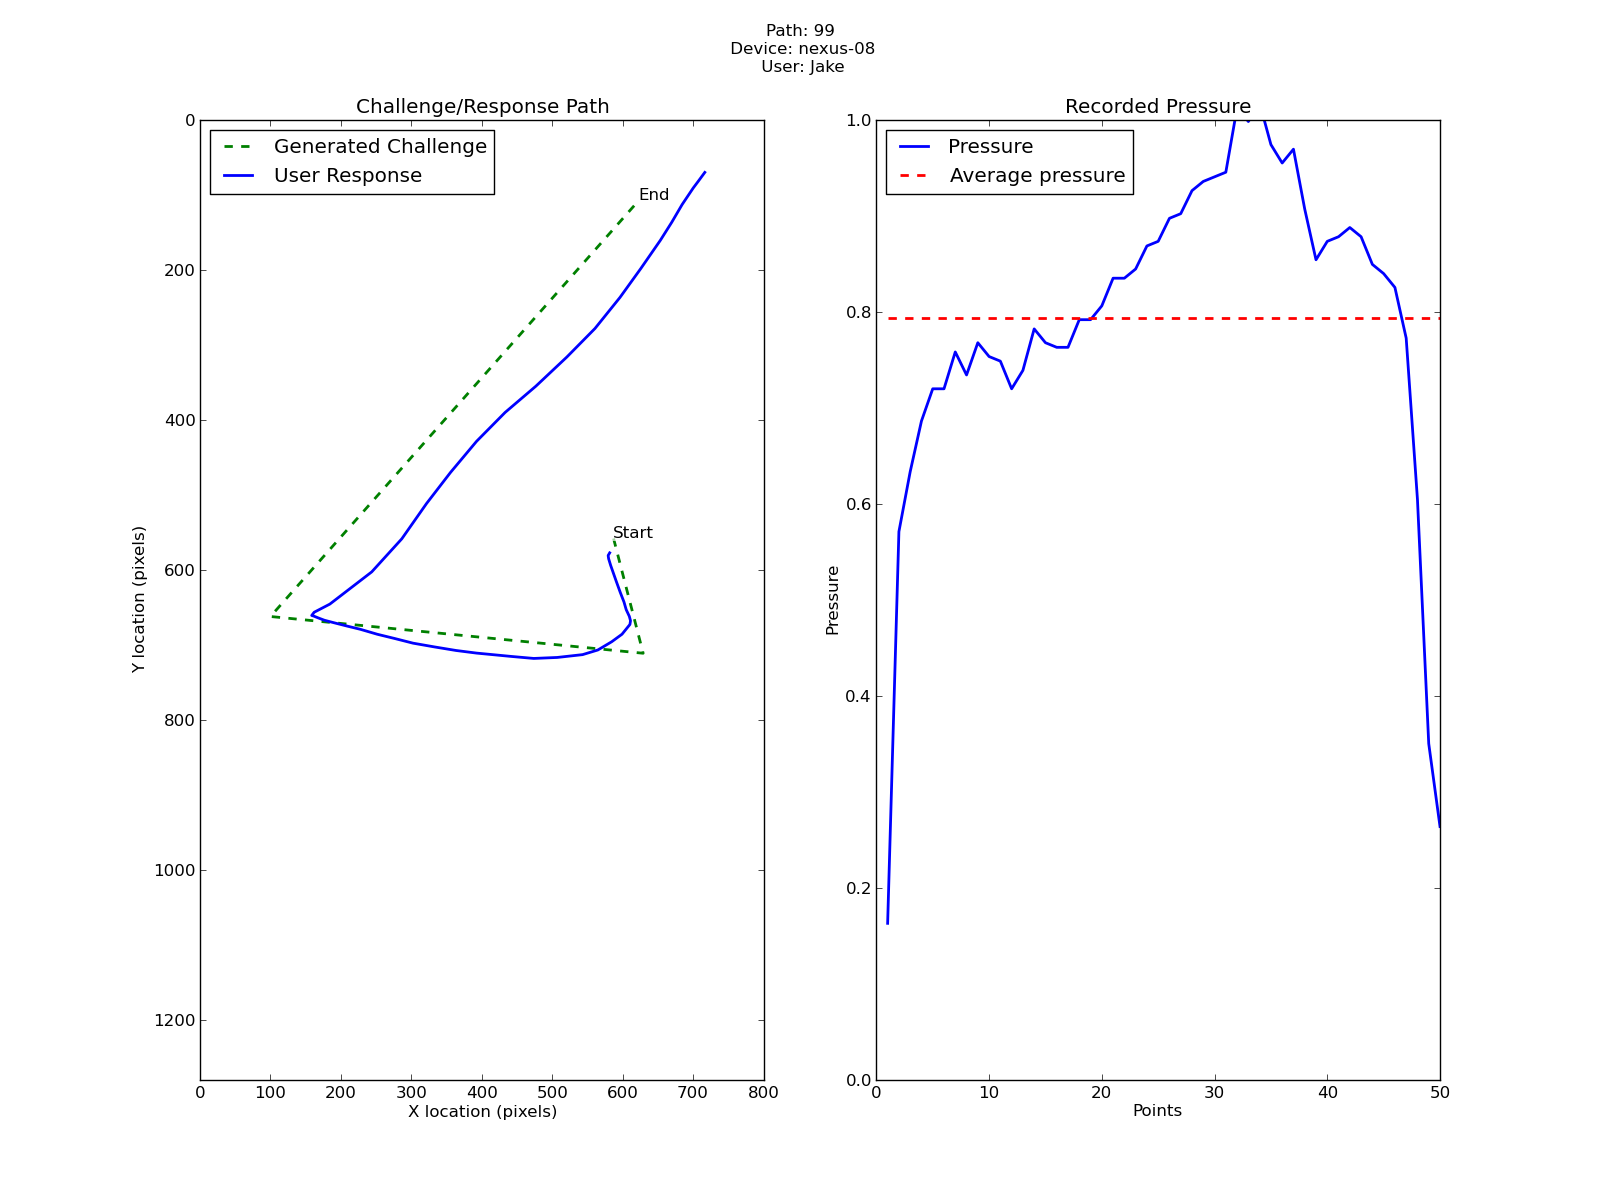 Path: 99
Device: nexus-08
User: Jake
Challenge/Response Path
Generated Challenge
User Response
End
Start
0
200
400
600
800
1000
1200
Y location (pixels)
0 100 200 300 400 500 600 700 800
X location (pixels)
Recorded Pressure
Pressure
Average pressure
1.0
0.8
0.6
0.4
0.2
0.0
Pressure
0 10 20 30 40 50
Points